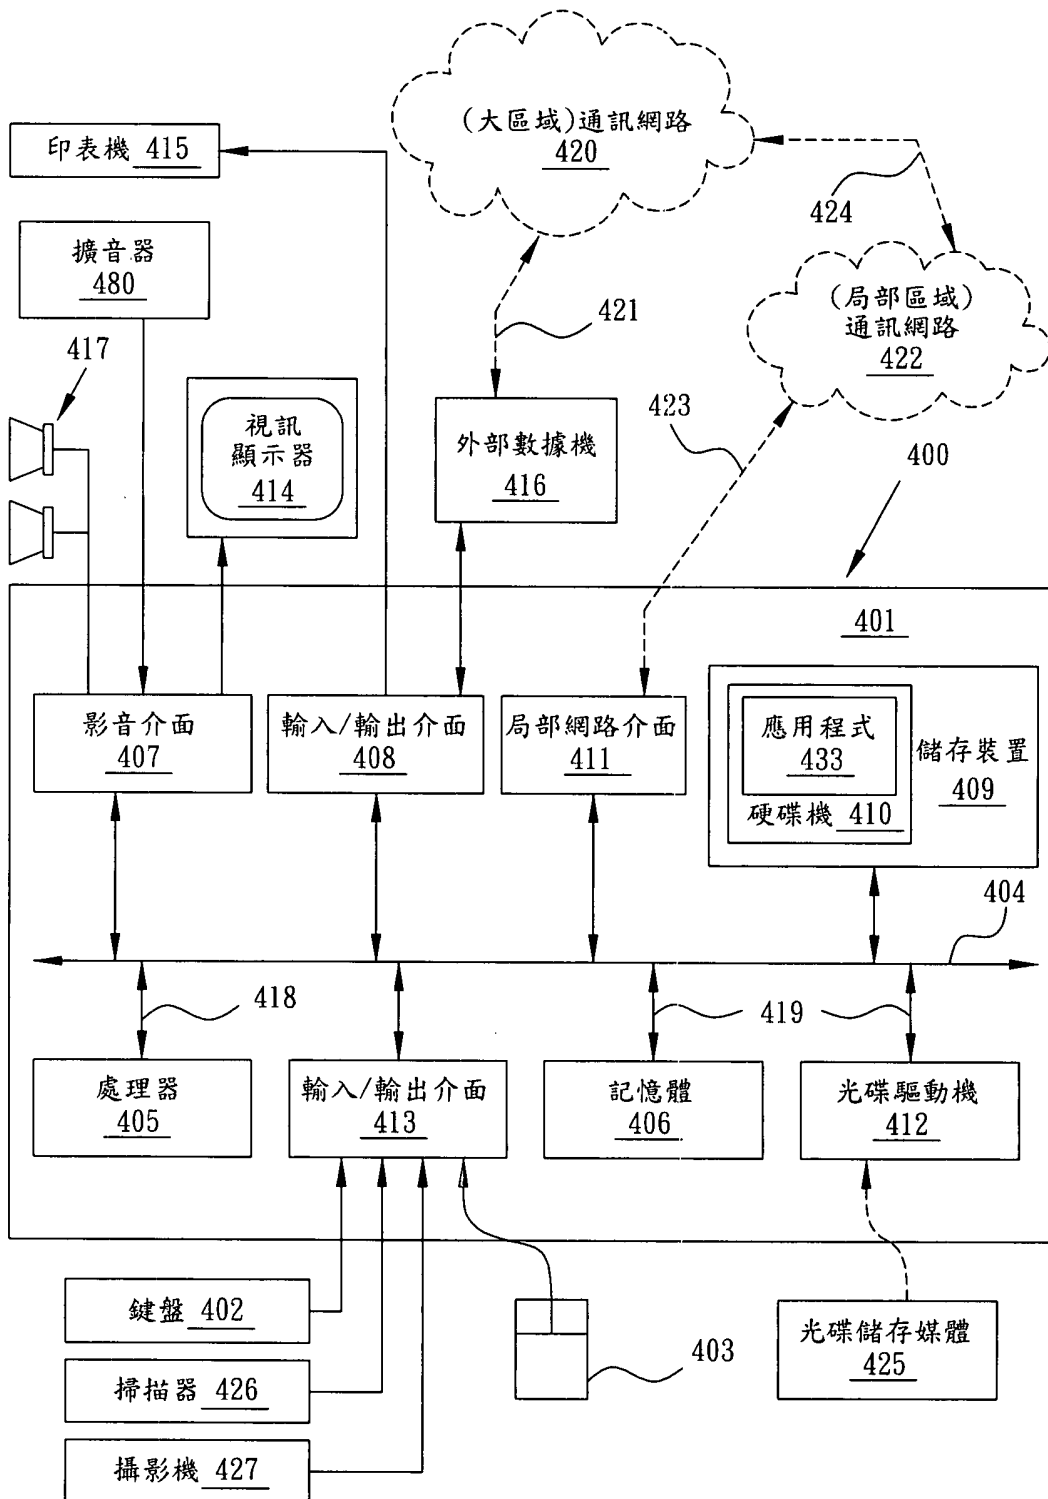 (大區域)通訊網路
420
印表機 415
424
擴音器
480
(局部區域)
通訊網路
422
421
417
視訊
顯示器
414
外部數據機
416
423
400
401
影音介面
407
輸入/輸出介面
408
局部網路介面
411
應用程式
433
硬碟機 410
儲存裝置
409
404
418
419
處理器
405
輸入/輸出介面
413
記憶體
406
光碟驅動機
412
鍵盤 402
403
光碟儲存媒體
425
掃描器 426
攝影機 427